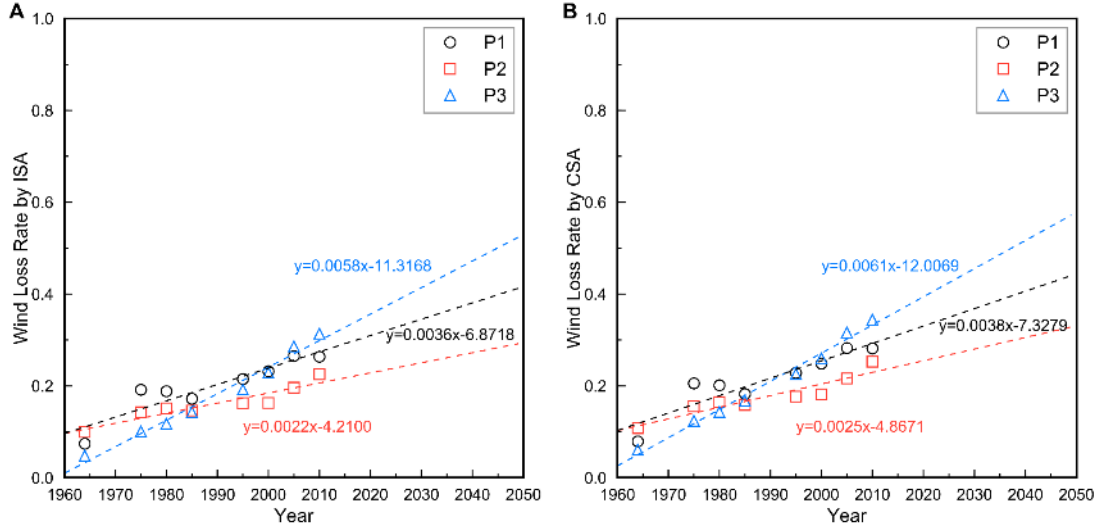 A
1.0
0.8
0.6
0.4
0.2
0.0
Wind Loss Rate by ISA
P1
P2
P3
y=0.0058x-11.3168
y=0.0036x-6.8718
y=0.0022x-4.2100
1960 1970 1980 1990 2000 2010 2020 2030 2040 2050
Year
B
1.0
0.8
0.6
0.4
0.2
0.0
Wind Loss Rate by CSA
P1
P2
P3
y=0.0061x-12.0069
y=0.0038x-7.3279
y=0.0025x-4.8671
1960 1970 1980 1990 2000 2010 2020 2030 2040 2050
Year